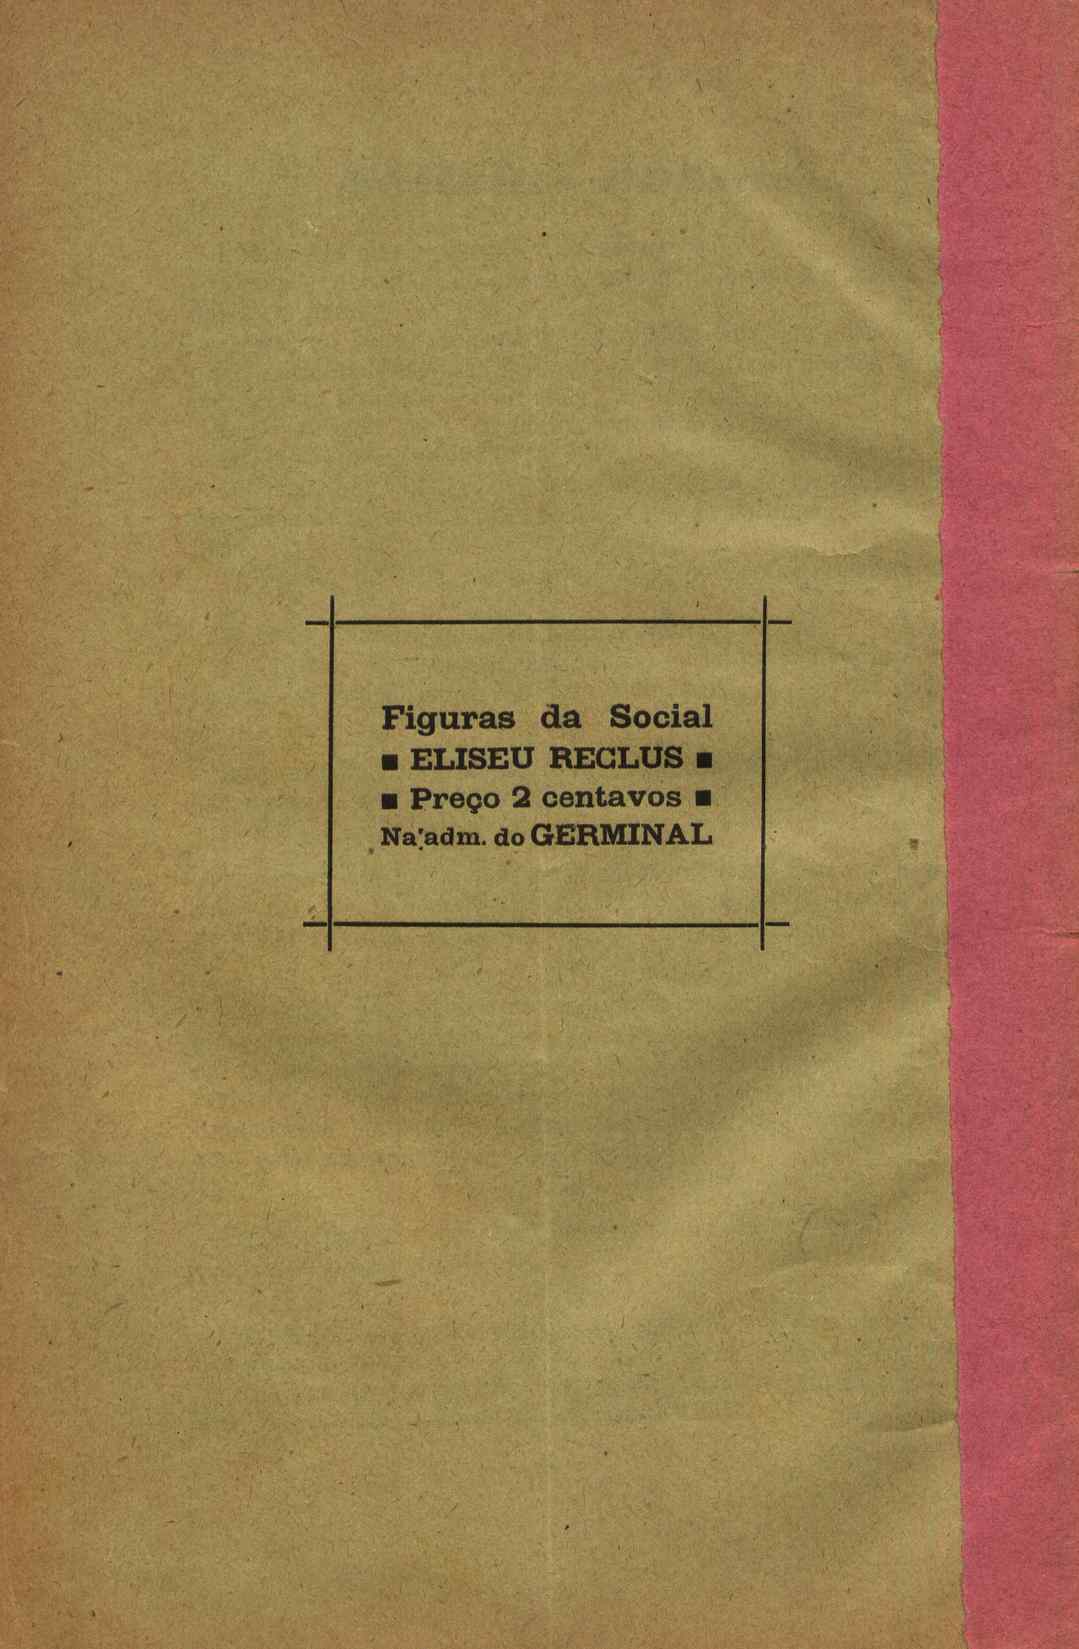 Figuras da Social
■ ELISEU RECLUS ■
■ Preço 2 centavos ■
Na adm. do GERMINAL